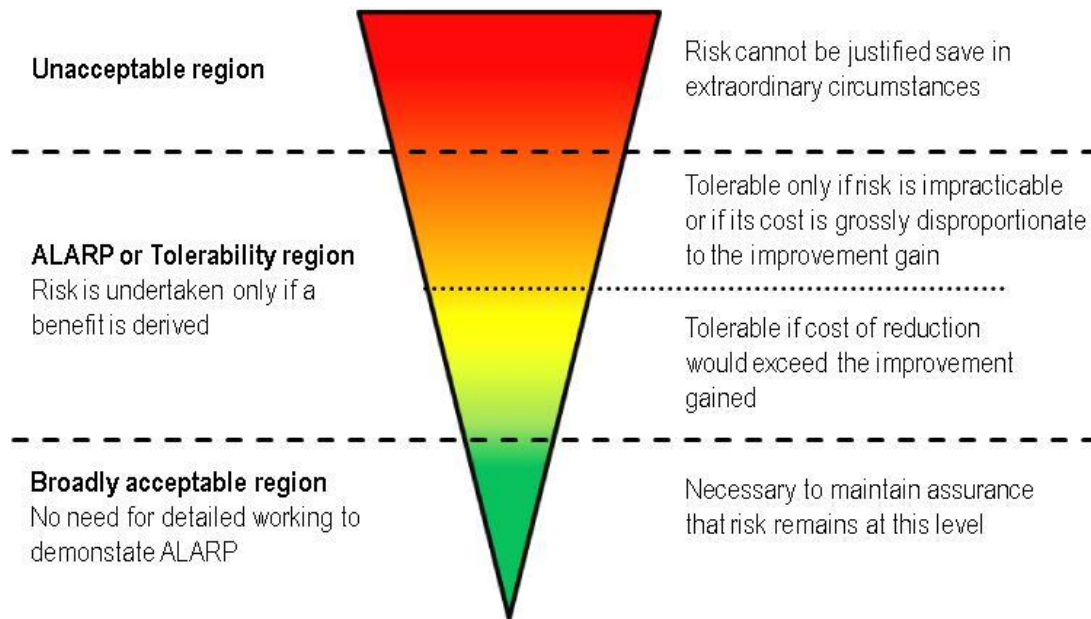 Unacceptable region
Risk cannot be justified save in
extraordinary circumstances
ALARP or Tolerability region
Risk is undertaken only if a
benefit is derived
Tolerable only if risk is impracticable
or if its cost is grossly disproportionate
to the improvement gain
Tolerable if cost of reduction
would exceed the improvement
gained
Broadly acceptable region
No need for detailed working to
demonstate ALARP
Necessary to maintain assurance
that risk remains at this level